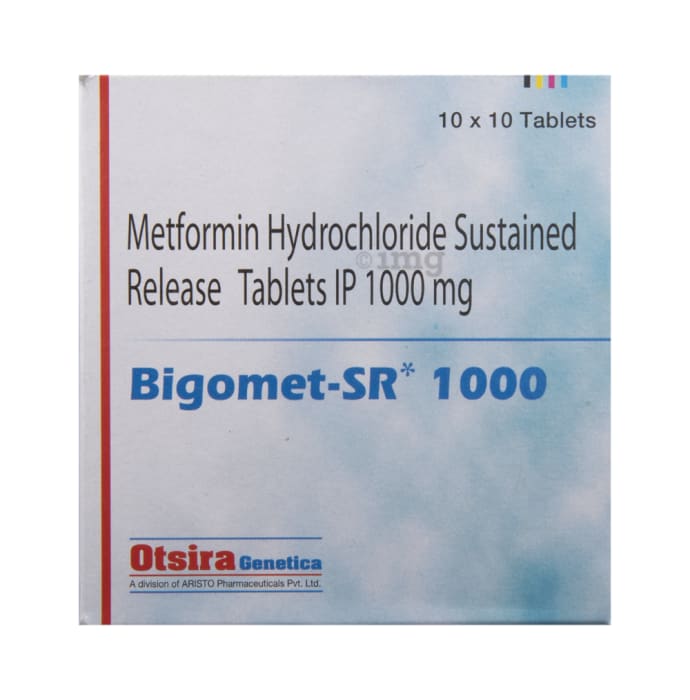 10 x 10 Tablets
Metformin Hydrochloride Sustained
©1mg
Release Tablets IP 1000 mg
Bigomet-SR* 1000
Otsira Genetica
A division of ARISTO Pharmaceuticals Pvt. Ltd.